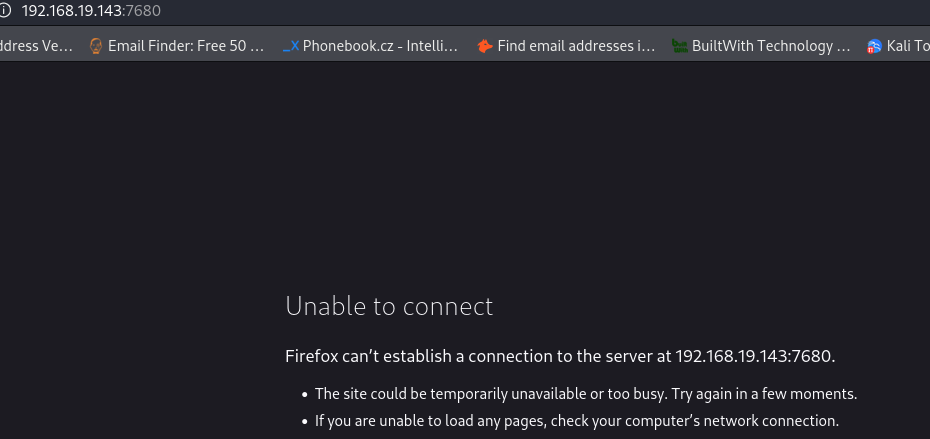 192.168.19.143:7680
ddress Ve… Email Finder: Free 50 … Phonebook.cz - Intelli… Find email addresses i… BuiltWith Technology … Kali To
Unable to connect
Firefox can’t establish a connection to the server at 192.168.19.143:7680.
• The site could be temporarily unavailable or too busy. Try again in a few moments.
• If you are unable to load any pages, check your computer’s network connection.